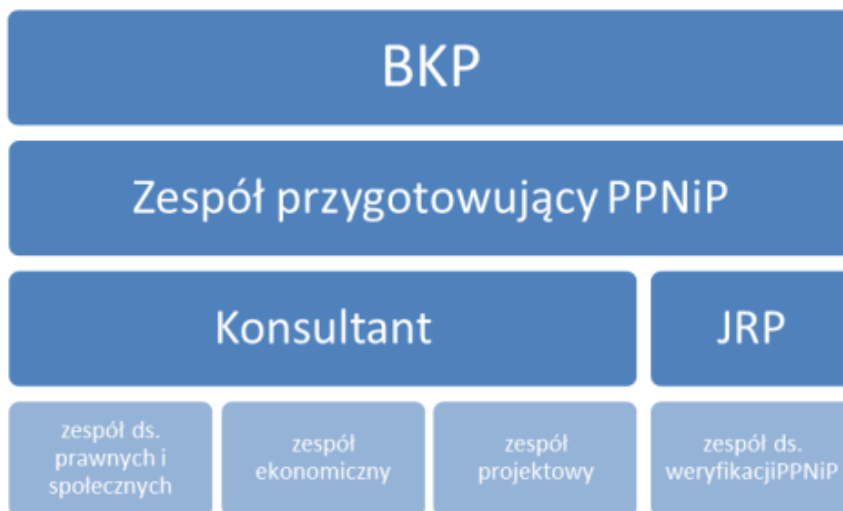 BKP
Zespół przygotowujący PPNiP
Konsultant
JRP
zespół ds.
prawnych i
społecznych
zespół
ekonomiczny
zespół
projektowy
zespół ds.
weryfikacjiPPNiP